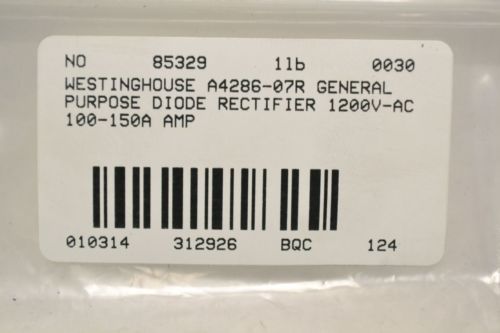 NO 85329 1lb 0030
WESTINGHOUSE A4286-07R GENERAL
PURPOSE DIODE RECTIFIER 1200V-AC
100-150A AMP
010314 312926 BQC 124